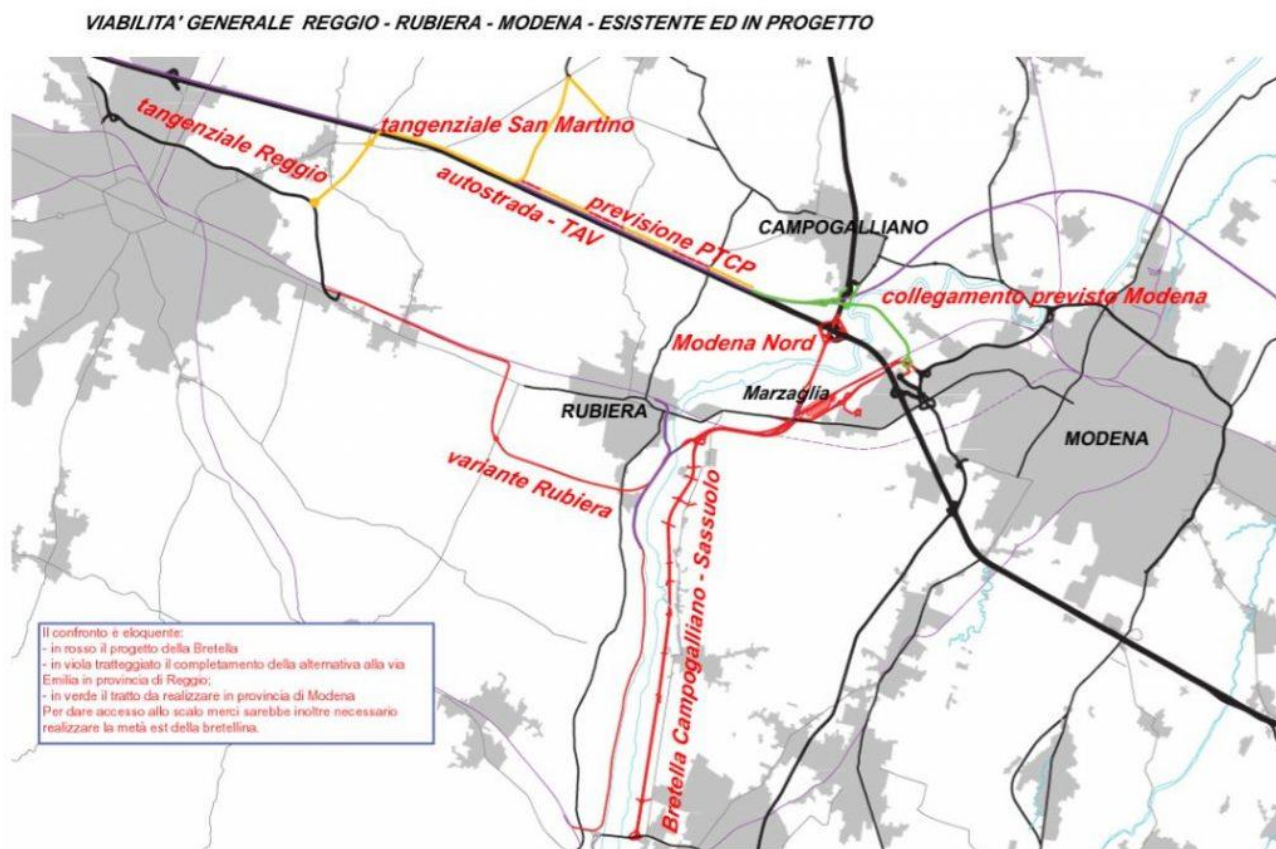 VIABILITA' GENERALE REGGIO - RUBIERA - MODENA - ESISTENTE ED IN PROGETTO
tangenziale Reggio
tangenziale San Martino
autostrada - TAV
previsione PTCP
CAMPOGALLIANO
collegamento previsto Modena
Modena Nord
Marzaglia
RUBIERA
MODENA
variante Rubiera
Bretella Campogalliano - Sassuolo
Il confronto è eloquente:
- in rosso il progetto della Bretella
- in viola tratteggiato il completamento della alternativa alla via
Emilia in provincia di Reggio;
- in verde il tratto da realizzare in provincia di Modena
Per dare accesso allo scalo merci sarebbe inoltre necessario
realizzare la metà est della bretellina.